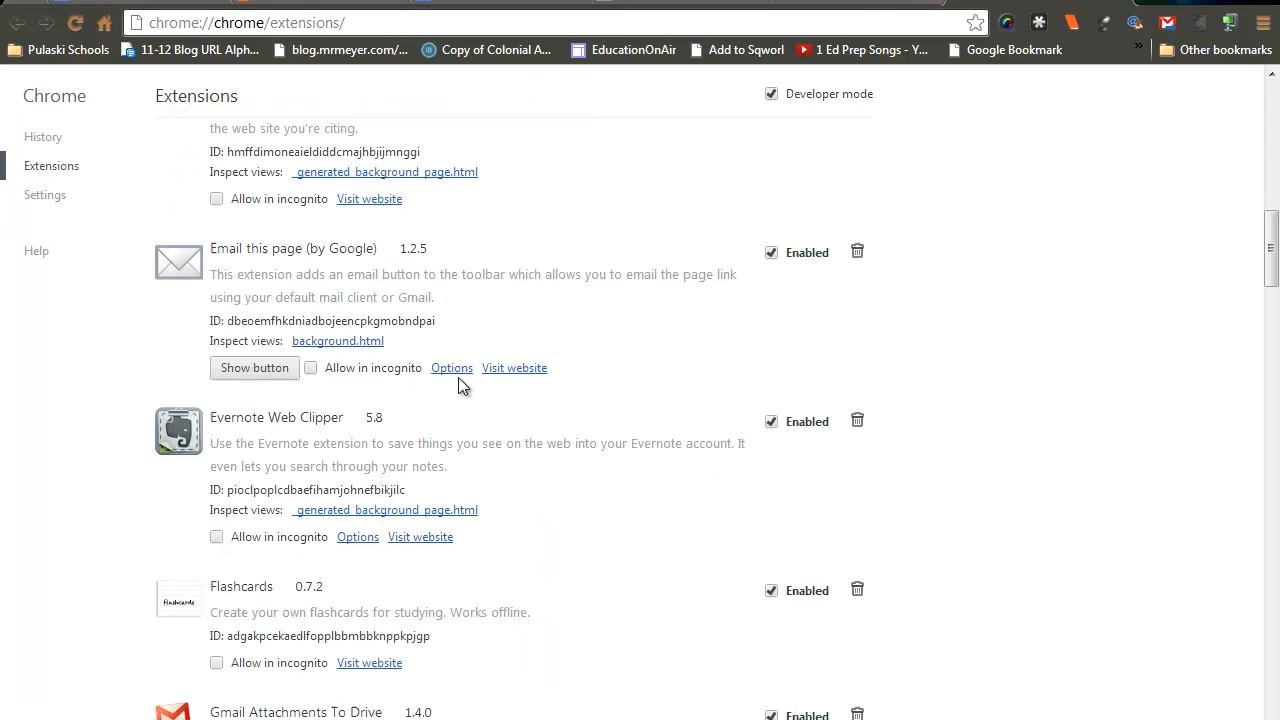 chrome://chrome/extensions/
Pulaski Schools
11-12 Blog URL Alph...
blog.mrmeyer.com/...
Copy of Colonial A...
EducationOnAir
Add to Sqworl
1 Ed Prep Songs - Y...
Google Bookmark
»
Other bookmarks
Chrome
Extensions
Developer mode
History
Extensions
Settings
Help
the web site you're citing.
ID: hmffdimoneaieldiddcmajhbjijmnggi
Inspect views: _generated_background_page.html
Allow in incognito Visit website
Email this page (by Google) 1.2.5
Enabled
This extension adds an email button to the toolbar which allows you to email the page link
using your default mail client or Gmail.
ID: dbeoemfhkdniadbojeencpkgmobndpai
Inspect views: background.html
Show button Allow in incognito Options Visit website
Evernote Web Clipper 5.8
Enabled
Use the Evernote extension to save things you see on the web into your Evernote account. It
even lets you search through your notes.
ID: pioclpoplcdbaefihamjohnefbikjilc
Inspect views: _generated_background_page.html
Allow in incognito Options Visit website
Flashcards
Flashcards 0.7.2
Enabled
Create your own flashcards for studying. Works offline.
ID: adgakpcekaedlfopplbbmbbknppkpjgp
Allow in incognito Visit website
Gmail Attachments To Drive 1.4.0
Enabled